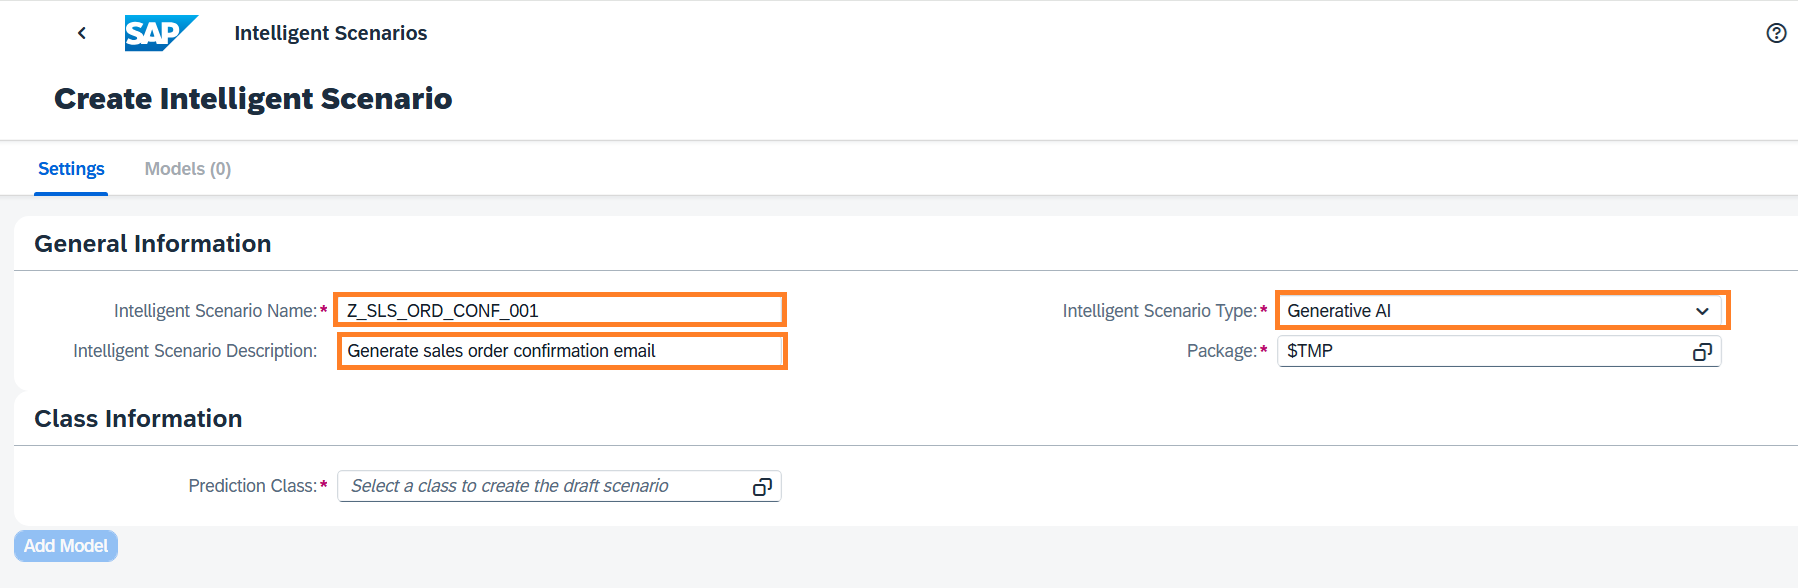 SAP Intelligent Scenarios
Create Intelligent Scenario
Settings Models (0)
General Information
Intelligent Scenario Name:* Z_SLS_ORD_CONF_001 Intelligent Scenario Type:* Generative AI
Intelligent Scenario Description: Generate sales order confirmation email Package:* $TMP
Class Information
Prediction Class:* Select a class to create the draft scenario
Add Model